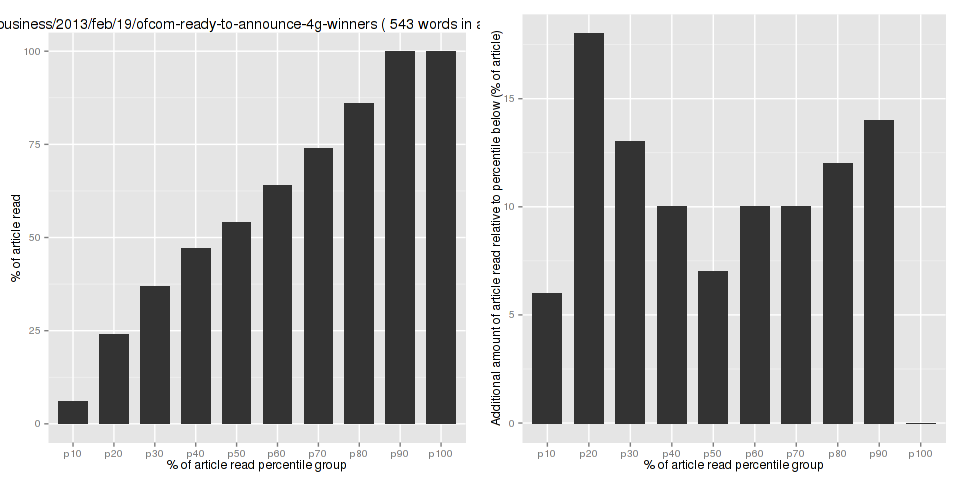 business/2013/feb/19/ofcom-ready-to-announce-4g-winners ( 543 words in a
% of article read
100
75
50
25
0
p10 p20 p30 p40 p50 p60 p70 p80 p90 p100
% of article read percentile group
Additional amount of article read relative to percentile below (% of article)
15
10
5
0
p10 p20 p30 p40 p50 p60 p70 p80 p90 p100
% of article read percentile group